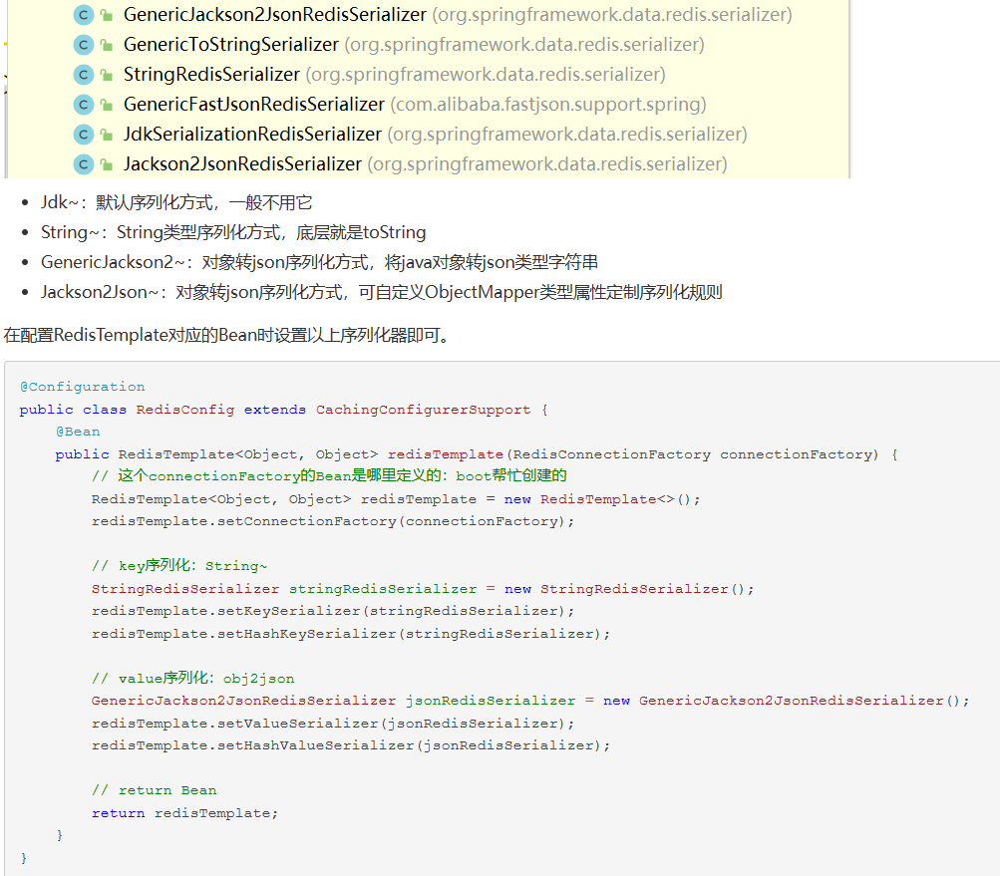 GenericJackson2JsonRedisSerializer (org.springframework.data.redis.serializer)
GenericToStringSerializer (org.springframework.data.redis.serializer)
StringRedisSerializer (org.springframework.data.redis.serializer)
GenericFastJsonRedisSerializer (com.alibaba.fastjson.support.spring)
JdkSerializationRedisSerializer (org.springframework.data.redis.serializer)
Jackson2JsonRedisSerializer (org.springframework.data.redis.serializer)
• Jdk~：默认序列化方式，一般不用它
• String~：String类型序列化方式，底层就是toString
• GenericJackson2~：对象转json序列化方式，将java对象转json类型字符串
• Jackson2Json~：对象转json序列化方式，可自定义ObjectMapper类型属性定制序列化规则
在配置RedisTemplate对应的Bean时设置以上序列化器即可。
@Configuration
public class RedisConfig extends CachingConfigurerSupport {
    @Bean
    public RedisTemplate<Object, Object> redisTemplate(RedisConnectionFactory connectionFactory) {
        // 这个connectionFactory的Bean是哪里定义的：boot帮忙创建的
        RedisTemplate<Object, Object> redisTemplate = new RedisTemplate<>();
        redisTemplate.setConnectionFactory(connectionFactory);
        // key序列化：String~
        StringRedisSerializer stringRedisSerializer = new StringRedisSerializer();
        redisTemplate.setKeySerializer(stringRedisSerializer);
        redisTemplate.setHashKeySerializer(stringRedisSerializer);
        // value序列化：obj2json
        GenericJackson2JsonRedisSerializer jsonRedisSerializer = new GenericJackson2JsonRedisSerializer();
        redisTemplate.setValueSerializer(jsonRedisSerializer);
        redisTemplate.setHashValueSerializer(jsonRedisSerializer);
        // return Bean
        return redisTemplate;
    }
}